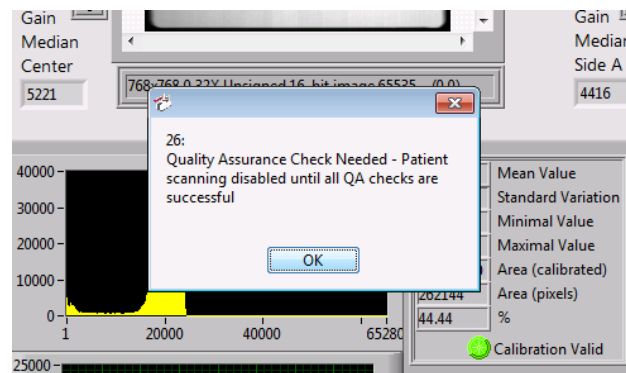 Gain
Median
Center
5221
768x768 0.32X Unsigned 16-bit image 65535 (0,0)
Gain
Median
Side A
4416
26:
Quality Assurance Check Needed - Patient
scanning disabled until all QA checks are
successful
OK
40000
30000
20000
10000
0
1
20000
40000
65280
25000
Mean Value
Standard Variation
Minimal Value
Maximal Value
Area (calibrated)
262144
Area (pixels)
44.44
%
Calibration Valid